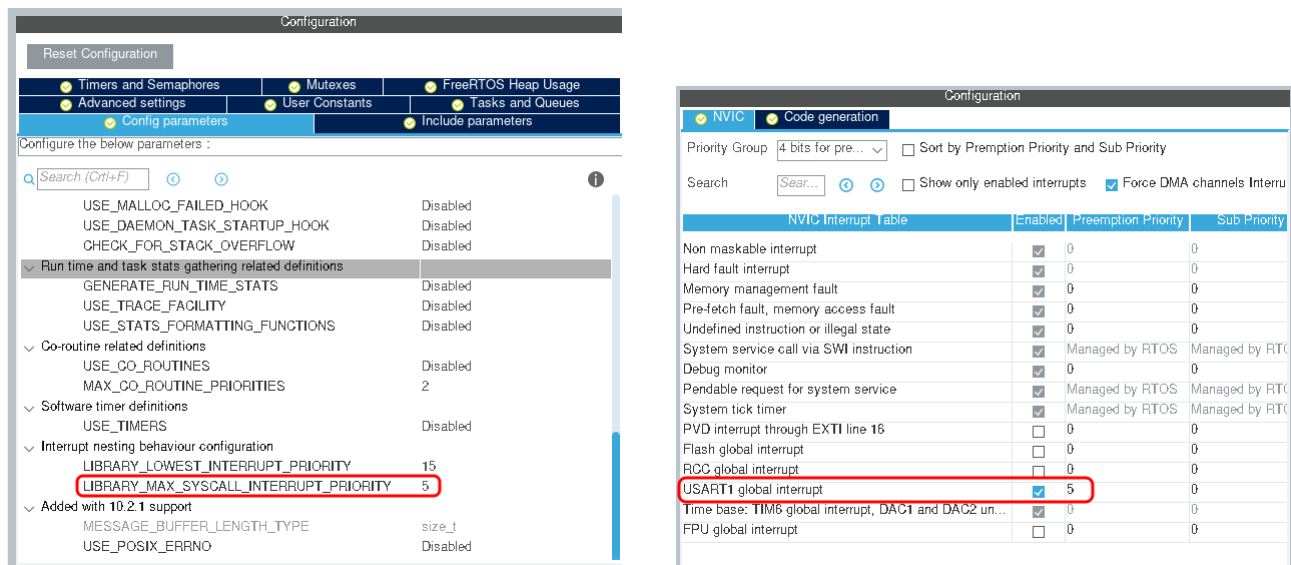 Configuration
Reset Configuration
Timers and Semaphores Mutexes FreeRTOS Heap Usage
Advanced settings User Constants Tasks and Queues
Config parameters Include parameters
Configure the below parameters :
Search (Crtl+F)
USE_MALLOC_FAILED_HOOK Disabled
USE_DAEMON_TASK_STARTUP_HOOK Disabled
CHECK_FOR_STACK_OVERFLOW Disabled
Run time and task stats gathering related definitions
GENERATE_RUN_TIME_STATS Disabled
USE_TRACE_FACILITY Disabled
USE_STATS_FORMATTING_FUNCTIONS Disabled
Co-routine related definitions
USE_CO_ROUTINES Disabled
MAX_CO_ROUTINE_PRIORITIES 2
Software timer definitions
USE_TIMERS Disabled
Interrupt nesting behaviour configuration
LIBRARY_LOWEST_INTERRUPT_PRIORITY 15
LIBRARY_MAX_SYSCALL_INTERRUPT_PRIORITY 5
Added with 10.2.1 support
MESSAGE_BUFFER_LENGTH_TYPE size_t
USE_POSIX_ERRNO Disabled
Configuration
NVIC Code generation
Priority Group 4 bits for pre... Sort by Premption Priority and Sub Priority
Search Sear... Show only enabled interrupts Force DMA channels Interru
NVIC Interrupt Table Enabled Preemption Priority Sub Priority
Non maskable interrupt 0 0
Hard fault interrupt 0 0
Memory management fault 0 0
Pre-fetch fault, memory access fault 0 0
Undefined instruction or illegal state 0 0
System service call via SWI instruction Managed by RTOS Managed by RT
Debug monitor 0 0
Pendable request for system service Managed by RTOS Managed by RT
System tick timer Managed by RTOS Managed by RT
PVD interrupt through EXTI line 16 0 0
Flash global interrupt 0 0
RCC global interrupt 0 0
USART1 global interrupt 5 0
Time base: TIM6 global interrupt, DAC1 and DAC2 un... 0 0
FPU global interrupt 0 0